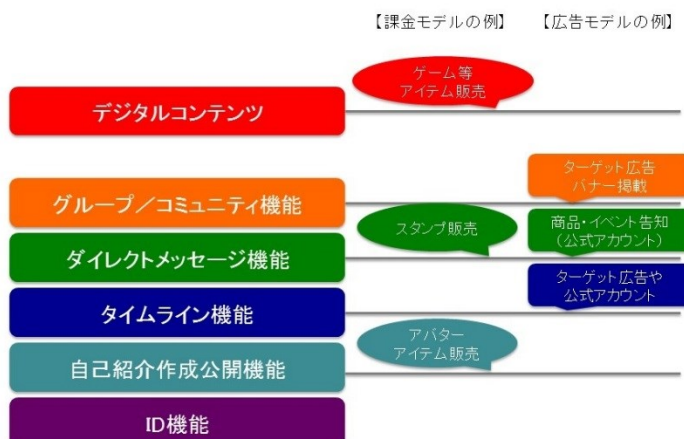 【課金モデルの例】 【広告モデルの例】
ゲーム等
アイテム販売
デジタルコンテンツ
ターゲット広告
バナー掲載
グループ／コミュニティ機能
スタンプ販売
商品・イベント告知
（公式アカウント）
ダイレクトメッセージ機能
ターゲット広告や
公式アカウント
タイムライン機能
アバター
アイテム販売
自己紹介作成公開機能
ID機能